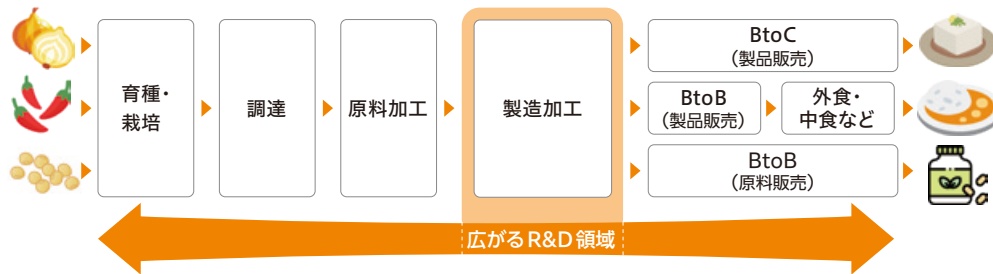 育種・
栽培
調達
原料加工
製造加工
BtoC
（製品販売）
BtoB
（製品販売）
外食・
中食など
BtoB
（原料販売）
広がるR&D領域